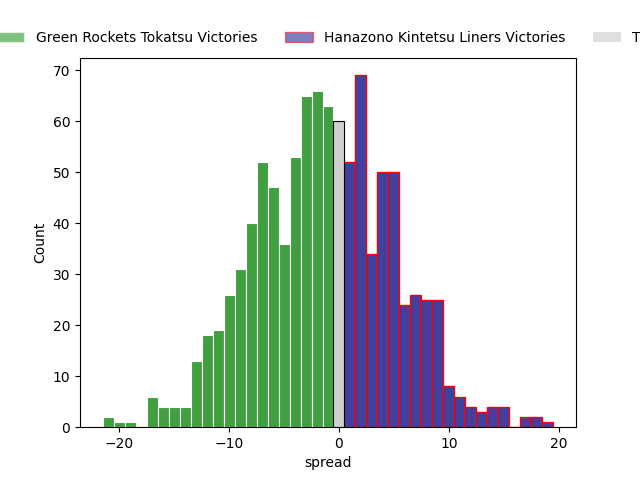 Green Rockets Tokatsu Victories Hanazono Kintetsu Liners Victories T
70
60
50
40
30
20
10
0
Count
−20 −10 0 10 20
spread